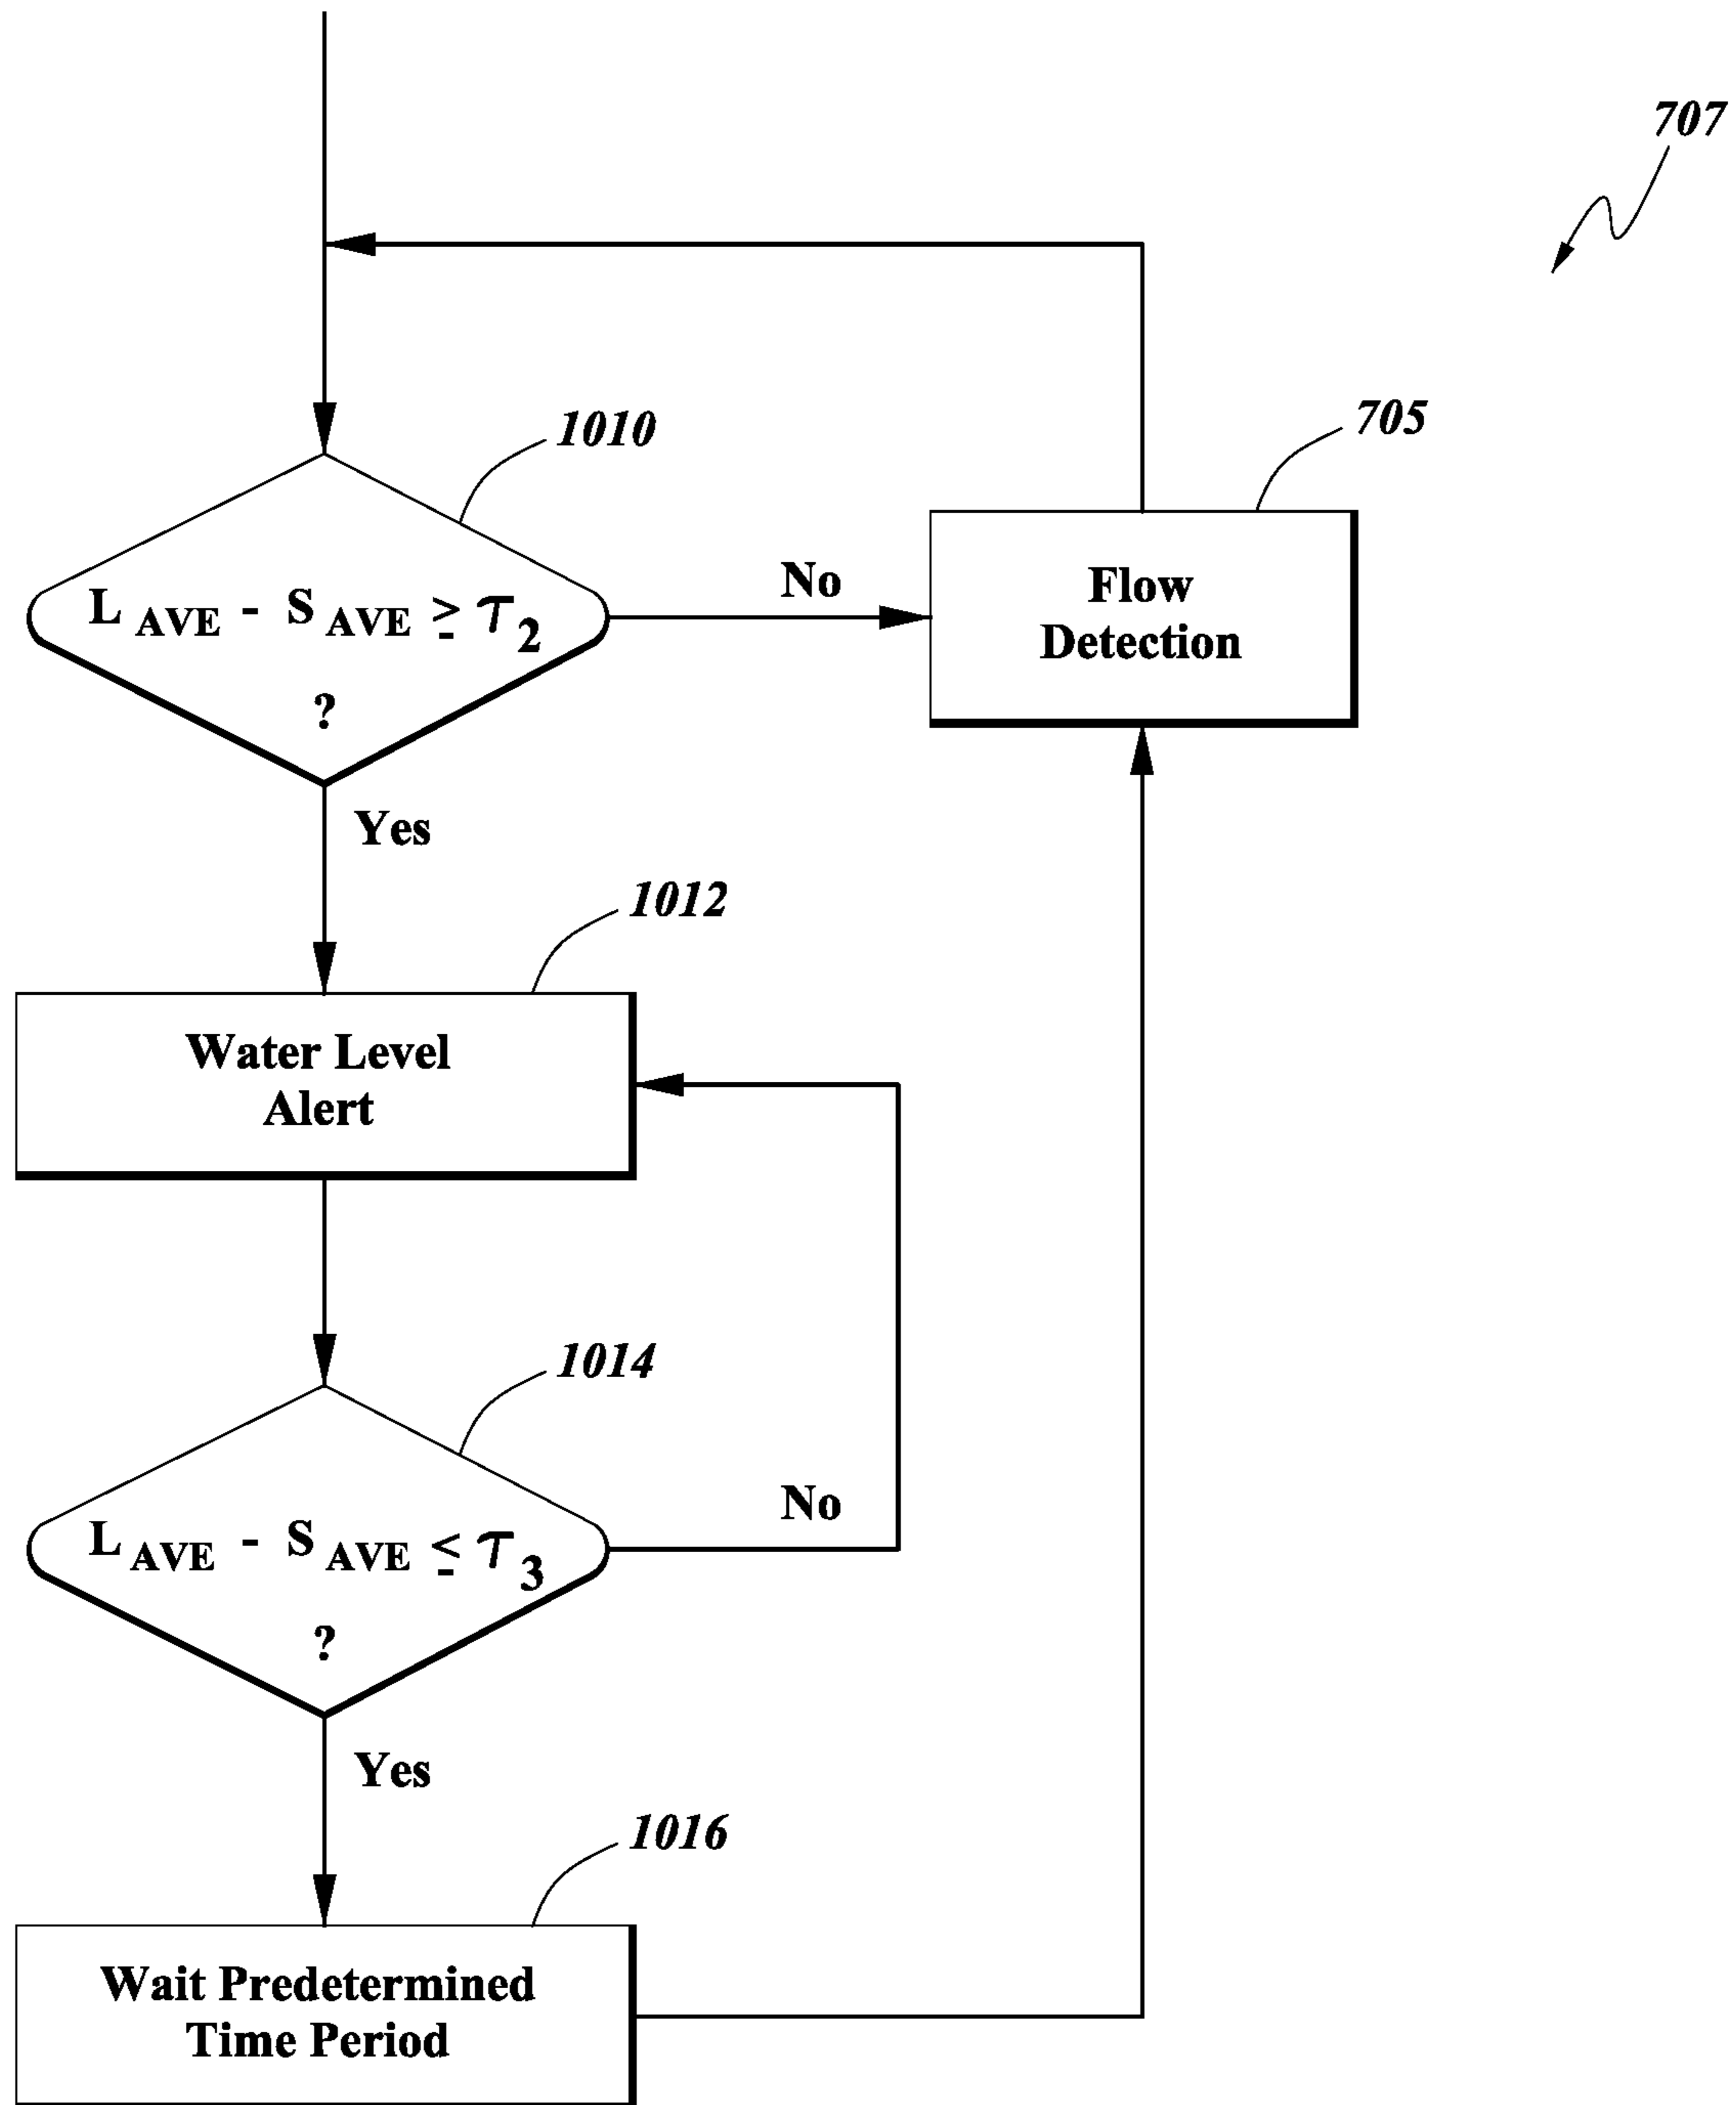 707
1010
705
L AVE - S AVE ≥ τ 2
?
No
Flow
Detection
Yes
1012
Water Level
Alert
1014
L AVE - S AVE ≤ τ 3
?
No
Yes
1016
Wait Predetermined
Time Period